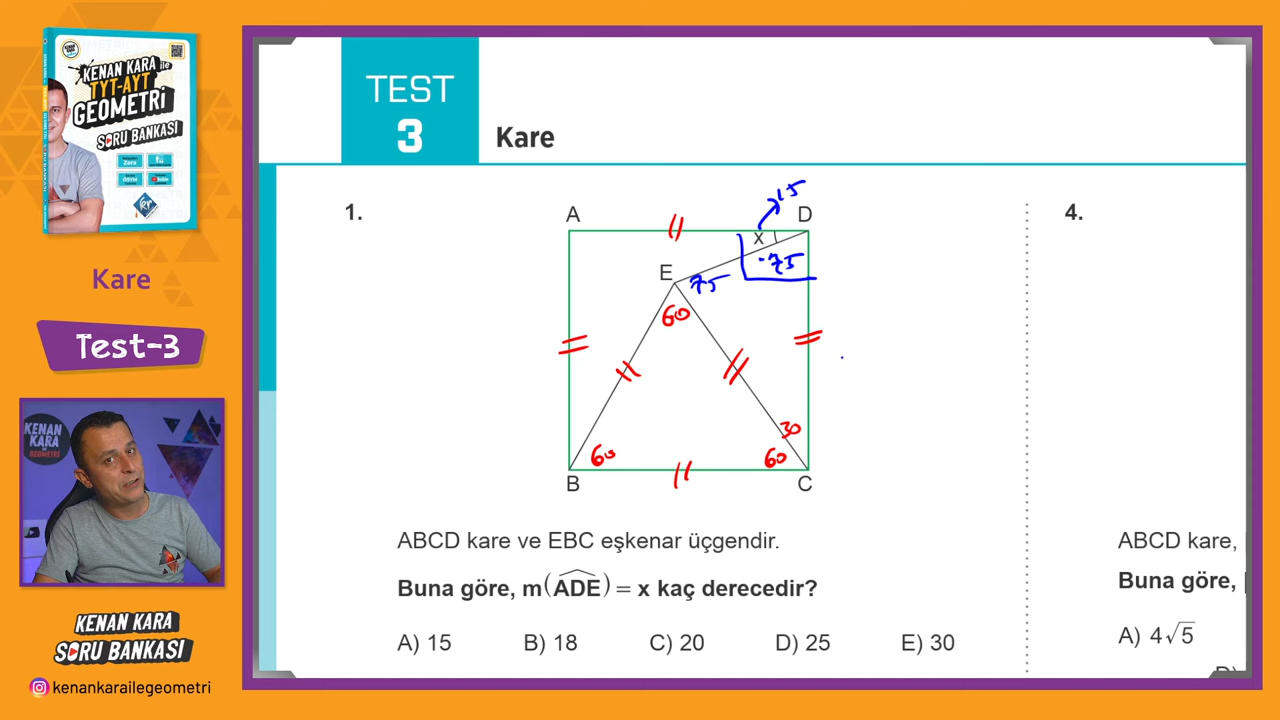 KENAN KARA ile
TYT-AYT
GEOMETRİ
SORU BANKASI
Kare
Test-3
KENAN KARA
ile
GEOMETRİ
KENAN KARA
SORU BANKASI
kenankarailegeometri
TEST
3
Kare
1.
A
D
x
15
E
75
75
60
30
60
60
B
C
ABCD kare ve EBC eşkenar üçgendir.
Buna göre, m(ADE) = x kaç derecedir?
A) 15 B) 18 C) 20 D) 25 E) 30
4.
ABCD kare,
Buna göre,
A) 4√5